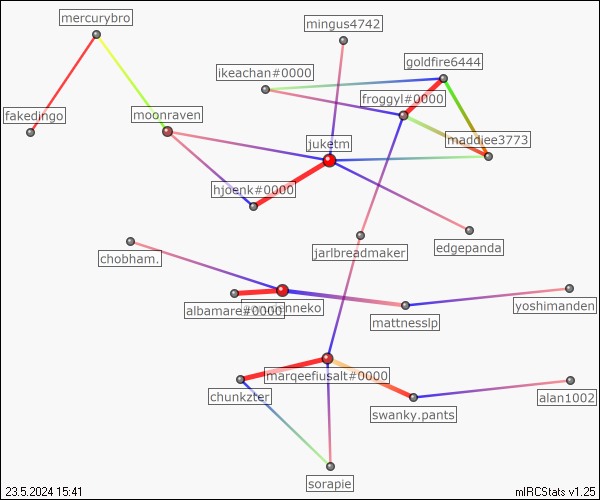 mercurybro
mingus4742
goldfire6444
ikeachan#0000
froggyl#0000
fakedingo
moonraven
maddiee3773
juketm
hjoenk#0000
jarlbreadmaker
edgepanda
chobham.
albamare#0000
nneko
yoshimanden
mattnesslp
marqeefiusalt#0000
chunkzter
alan1002
swanky.pants
sorapie
23.5.2024 15:41
mIRCStats v1.25